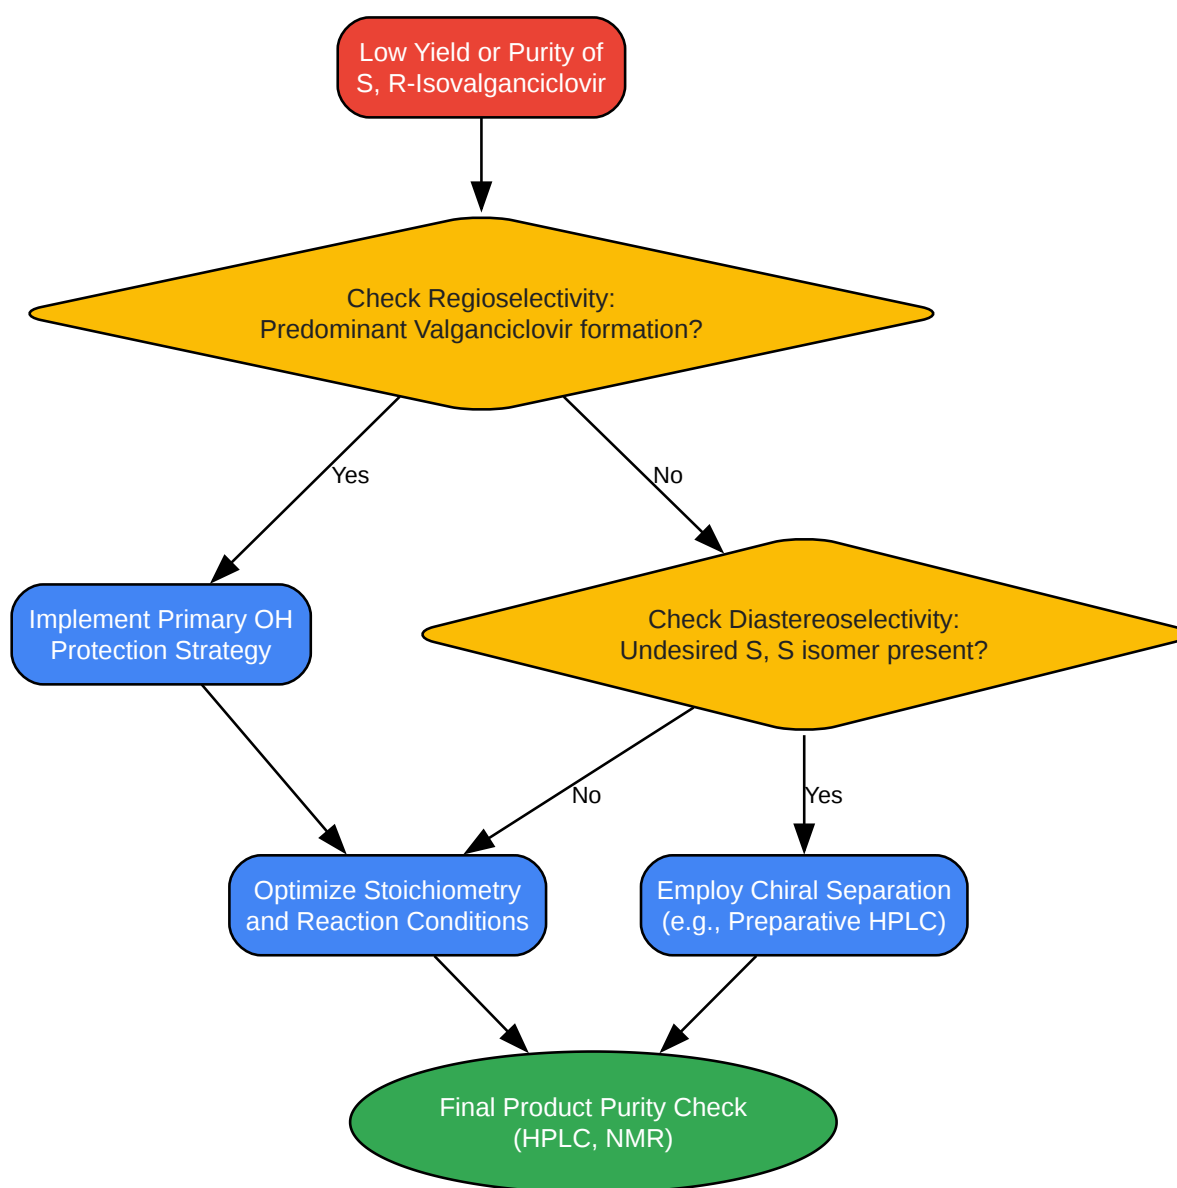 Low Yield or Purity of
S, R-Isovalganciclovir
Check Regioselectivity:
Predominant Valganciclovir formation?
Yes
No
Implement Primary OH
Protection Strategy
Check Diastereoselectivity:
Undesired S, S isomer present?
No
Yes
Optimize Stoichiometry
and Reaction Conditions
Employ Chiral Separation
(e.g., Preparative HPLC)
Final Product Purity Check
(HPLC, NMR)